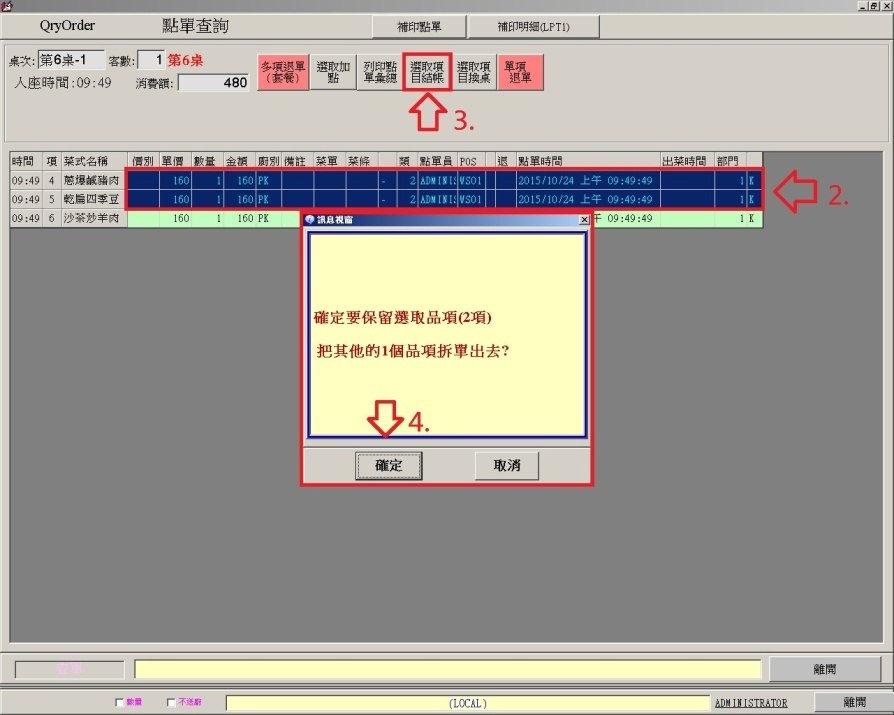 QryOrder 點單查詢 補印點單 補印明細(LPT1)
桌次: 第6桌-1 客數: 1 第6桌
入座時間:09:49 消費額: 480
多項退單(套餐) 選取加點 列印點單彙總 選取項目結帳 選取項目換桌 單項退單
3.
時間 項 菜式名稱 價別 單價 數量 金額 廚別 備註 菜單 菜條 類 點單員 POS 退 點單時間 出菜時間 部門
09:49 4 蔥爆鹹豬肉 160 1 160 PK - 2 ADMINIS WS01 2015/10/24 上午 09:49:49 1 K
09:49 5 乾扁四季豆 160 1 160 PK - 2 ADMINIS WS01 2015/10/24 上午 09:49:49 1 K
2.
09:49 6 沙茶炒羊肉 160 1 160 PK 午 09:49:49 1 K
訊息視窗
確定要保留選取品項(2項)
把其他的1個品項拆單出去?
4.
確定 取消
離開
數量 不送廚 (LOCAL) ADMINISTRATOR 離開